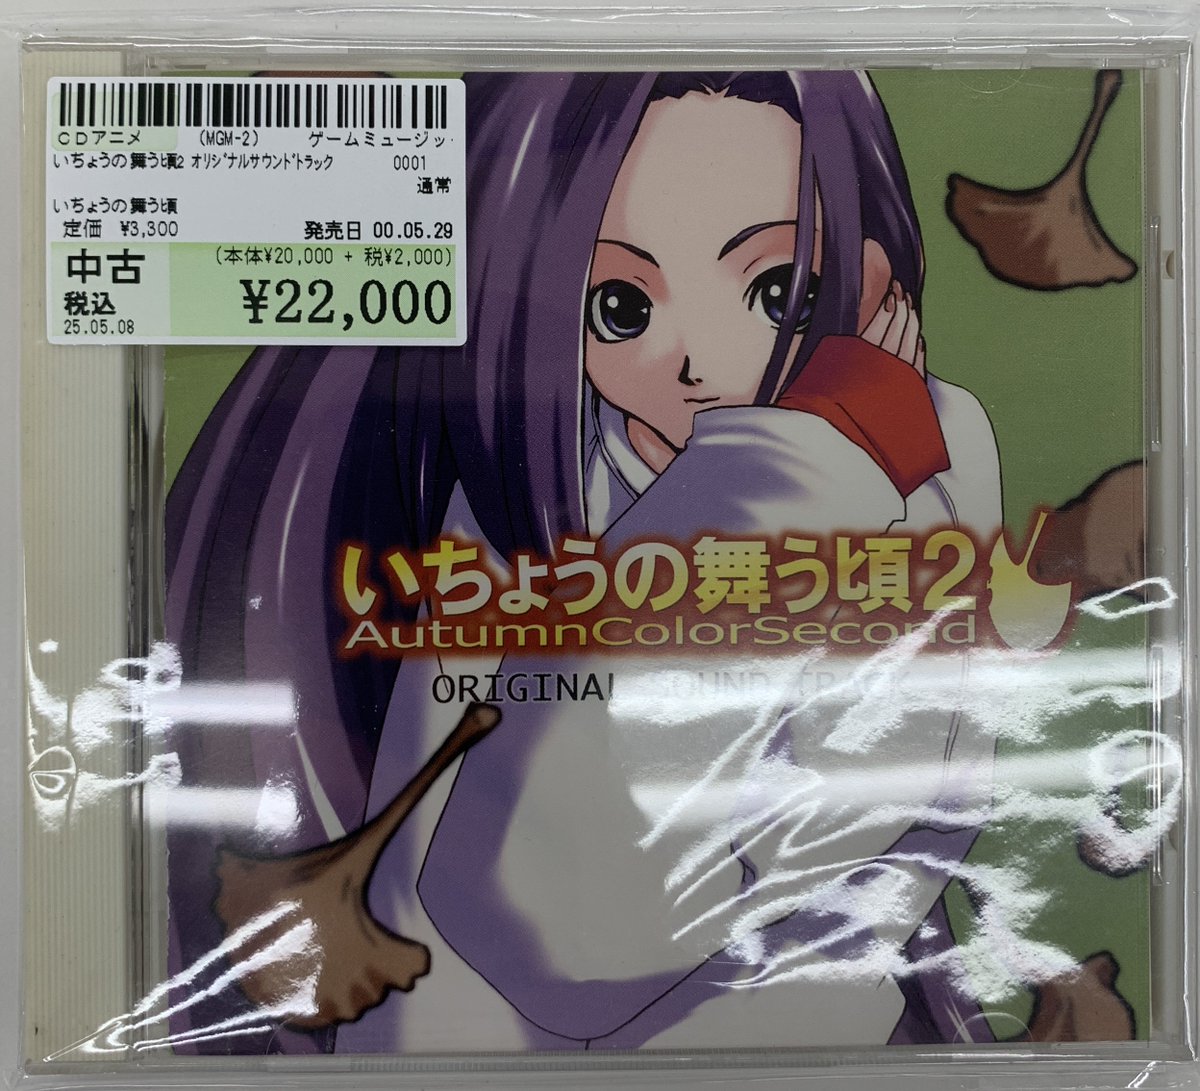 CDアニメ (MGM-2) ゲームミュージッ
いちょうの舞う頃2 オリジナルサウンドトラック 0001
通常
いちょうの舞う頃
定価 ¥3,300 発売日 00.05.29
中古 (本体¥20,000 + 税¥2,000)
税込 ¥22,000
25.05.08
いちょうの舞う頃2
AutumnColorSecond
ORIGINAL SOUND TRACK